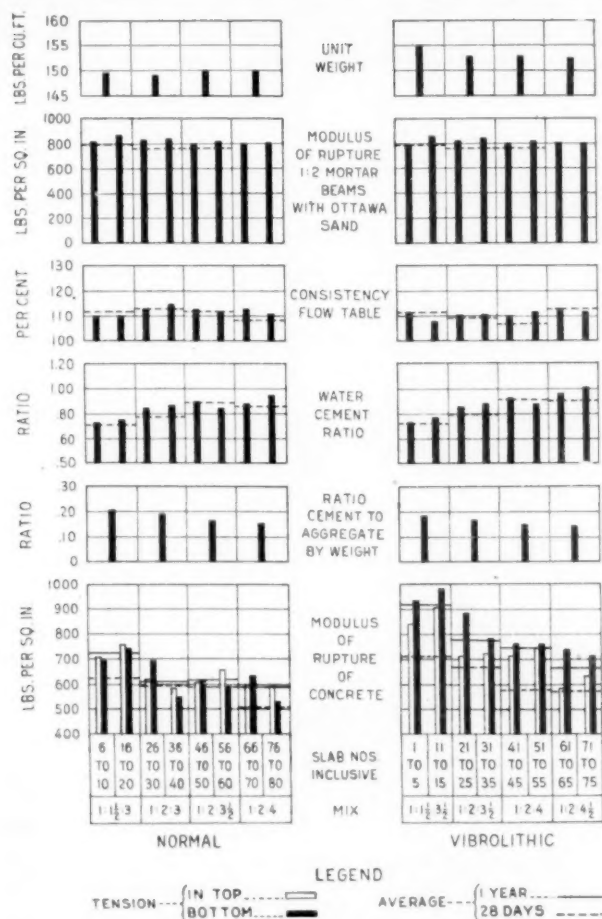 LBS. PER CU. FT.
160
155
150
145
UNIT
WEIGHT
LBS PER SQ. IN
1000
800
600
400
200
0
MODULUS
OF RUPTURE
1:2 MORTAR
BEAMS
WITH OTTAWA
SAND
PER CENT
130
120
110
100
CONSISTENCY
FLOW TABLE
RATIO
1.20
1.00
.80
.60
.50
WATER
CEMENT
RATIO
RATIO
.30
.20
.10
0
RATIO
CEMENT TO
AGGREGATE
BY WEIGHT
LBS. PER SQ. IN
1000
900
800
700
600
500
400
MODULUS
OF
RUPTURE
OF
CONCRETE
6 16 26 36 46 56 66 76
TO TO TO TO TO TO TO TO
10 20 30 40 50 60 70 80
SLAB NOS.
INCLUSIVE
1 11 21 31 41 51 61 71
TO TO TO TO TO TO TO TO
5 15 25 35 45 55 65 75
1:1½:3 1:2:3 1:2:3½ 1:2:4
MIX
1:1½:3½ 1:2:3½ 1:2:4 1:2:4½
NORMAL
VIBROLITHIC
LEGEND
TENSION IN TOP
BOTTOM
AVERAGE 1 YEAR
28 DAYS